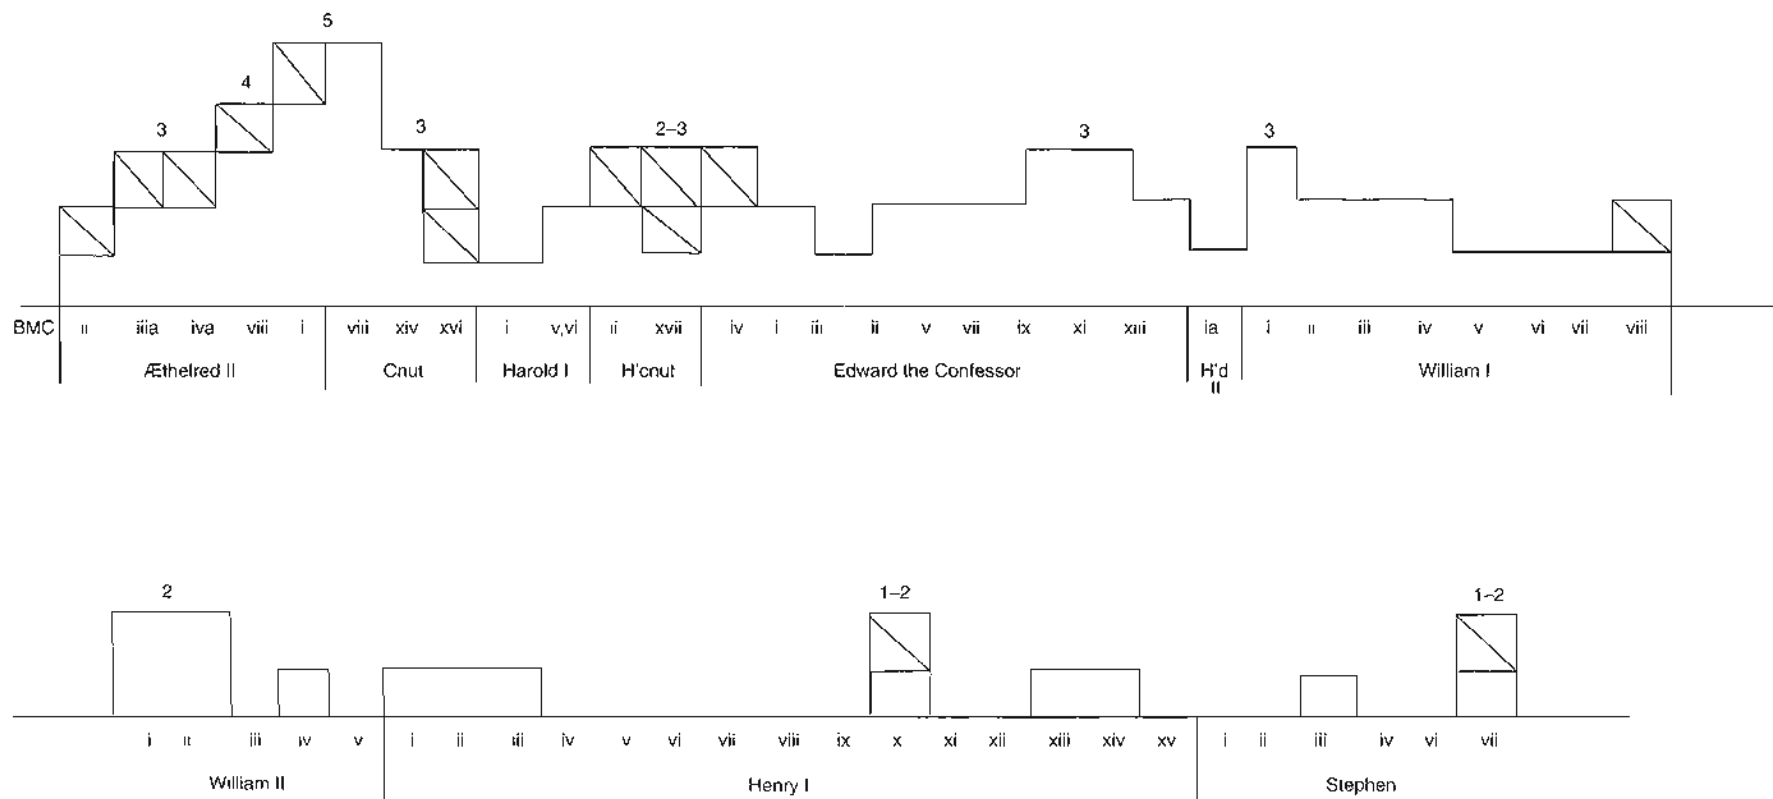 5
4
3 3 2–3 3 3
BMC ii iiia iva viii i viii xiv xvi i v,vi ii xvii iv i iii ii v vii ix xi xiii ia i ii iii iv v vi vii viii
Æthelred II Cnut Harold I H'cnut Edward the Confessor H'd William I
II
2 1–2 1–2
i ii iii iv v i ii iii iv v vi vii viii ix x xi xii xiii xiv xv i ii iii iv vi vii
William II Henry I Stephen